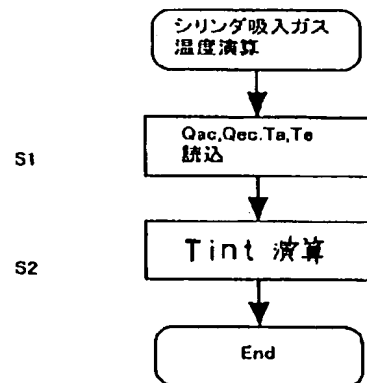 シリンダ吸入ガス
温度演算
S1
Qac,Qec.Ta,Te
読込
S2
Tint 演算
End